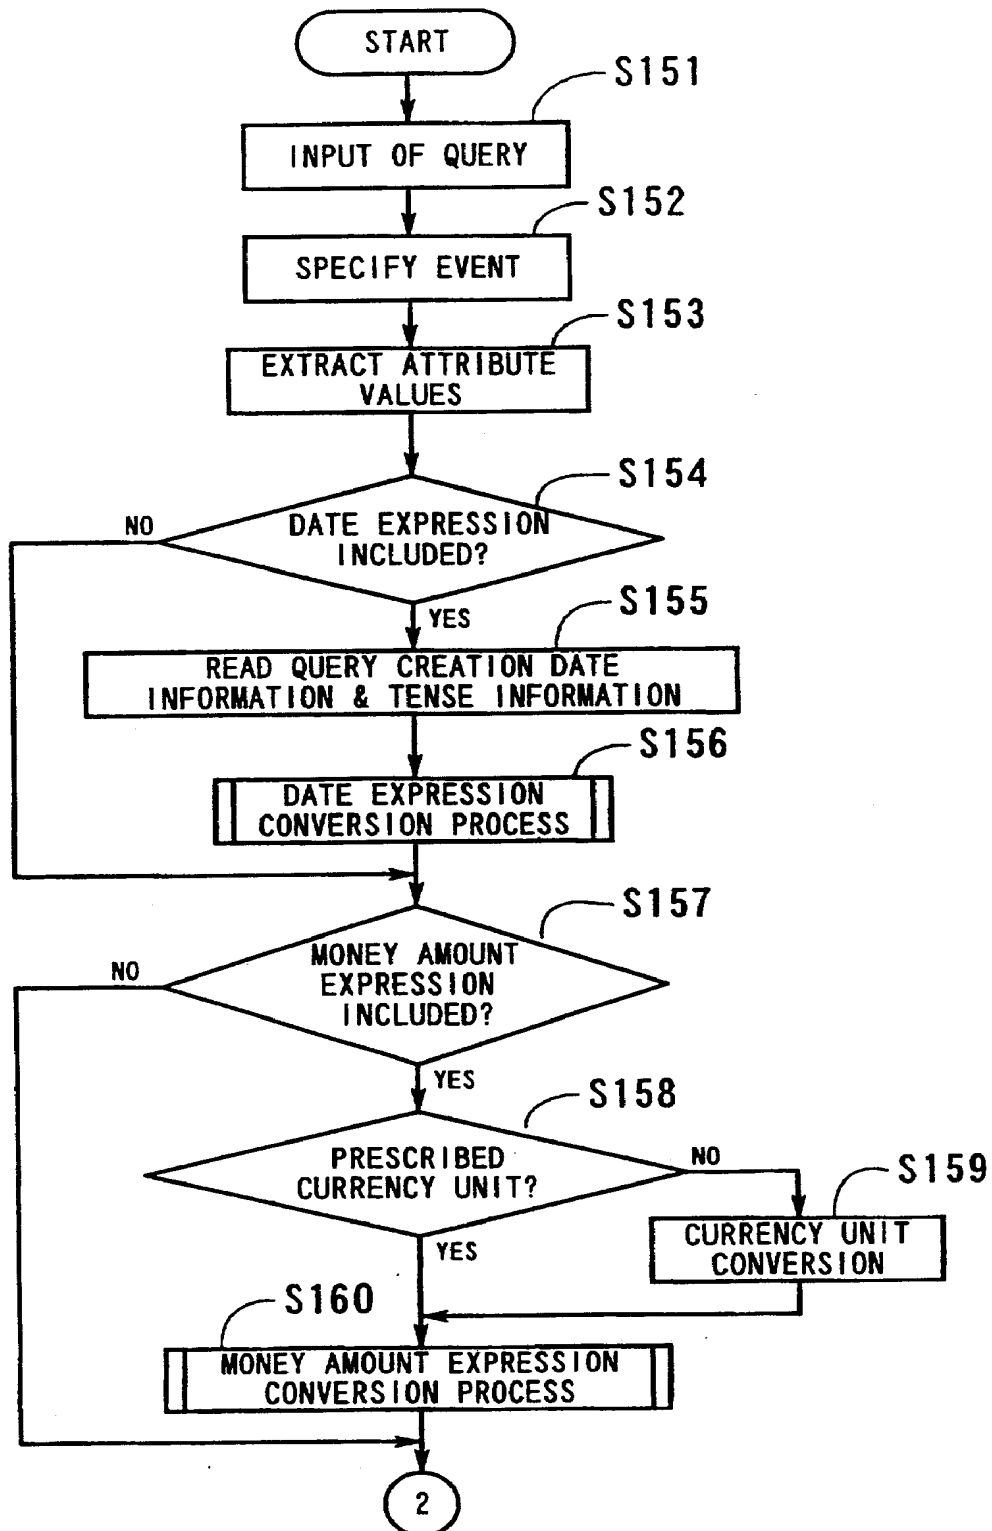 START
S151
INPUT OF QUERY
S152
SPECIFY EVENT
S153
EXTRACT ATTRIBUTE
VALUES
S154
NO
DATE EXPRESSION
INCLUDED?
YES
S155
READ QUERY CREATION DATE
INFORMATION & TENSE INFORMATION
S156
DATE EXPRESSION
CONVERSION PROCESS
S157
NO
MONEY AMOUNT
EXPRESSION
INCLUDED?
YES
S158
PRESCRIBED
CURRENCY UNIT?
NO
S159
YES
CURRENCY UNIT
CONVERSION
S160
MONEY AMOUNT EXPRESSION
CONVERSION PROCESS
2